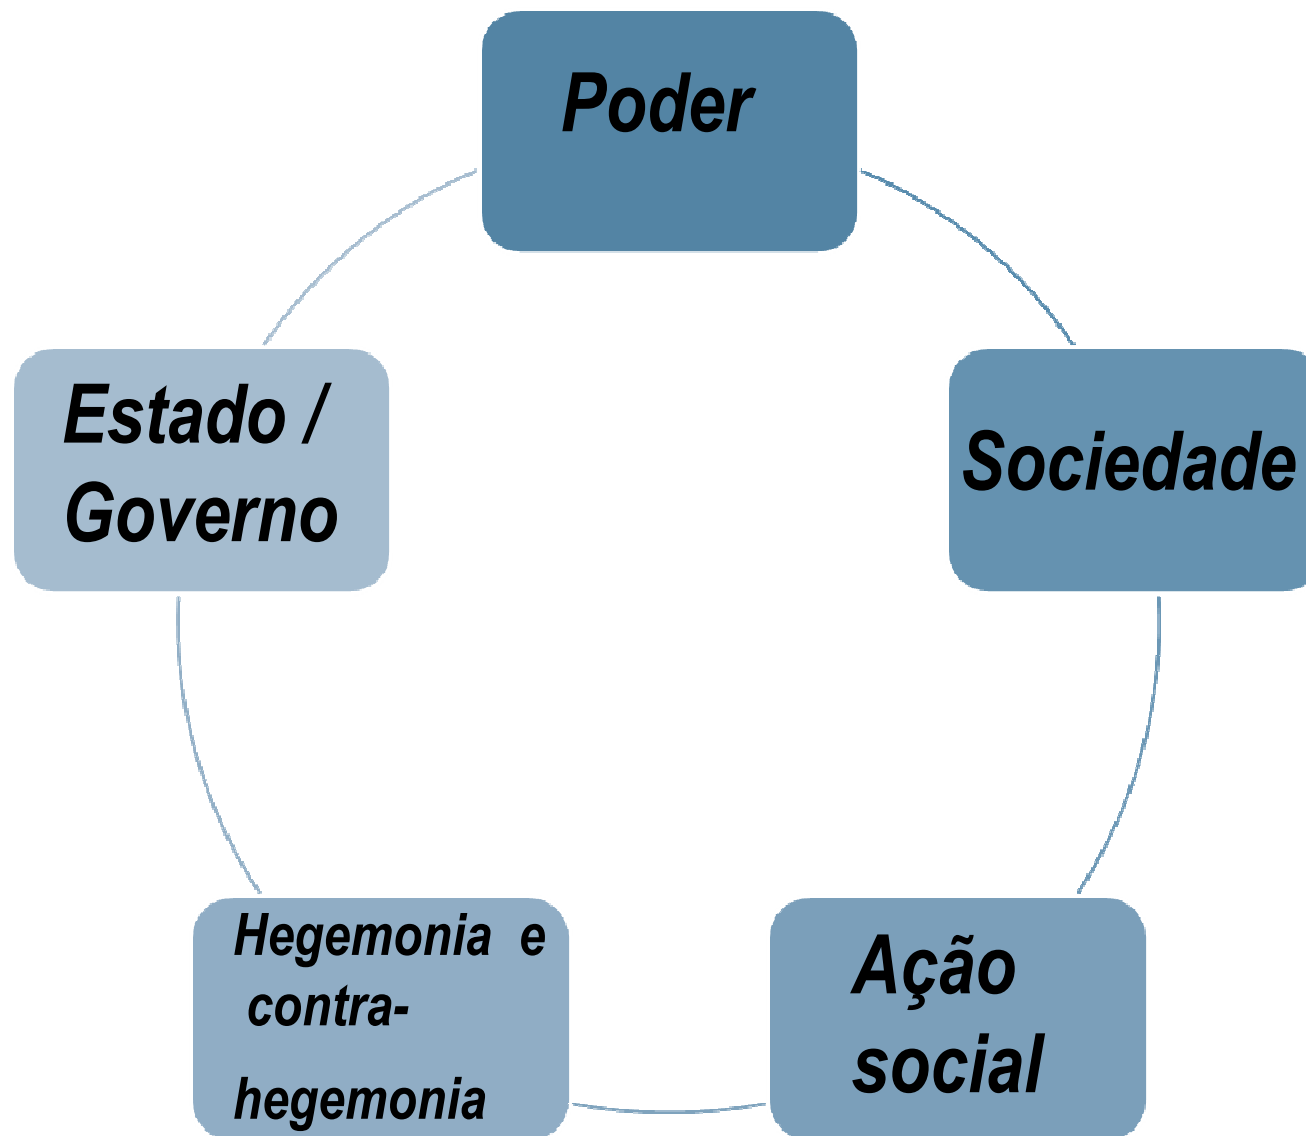 Poder
Estado /
Governo
Sociedade
Hegemonia e
contra-
hegemonia
Ação
social